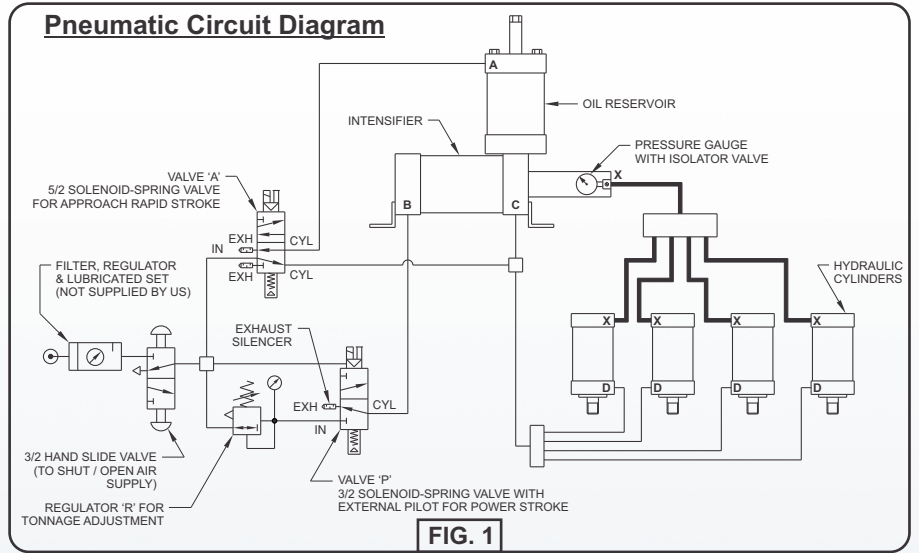 Pneumatic Circuit Diagram
A
OIL RESERVOIR
INTENSIFIER
PRESSURE GAUGE
WITH ISOLATOR VALVE
X
B
C
VALVE ‘A’
5/2 SOLENOID-SPRING VALVE
FOR APPROACH RAPID STROKE
EXH
CYL
IN
EXH
CYL
FILTER, REGULATOR
& LUBRICATED SET
(NOT SUPPLIED BY US)
HYDRAULIC
CYLINDERS
EXHAUST
SILENCER
X
X
X
X
D
D
D
D
EXH
CYL
IN
3/2 HAND SLIDE VALVE
(TO SHUT / OPEN AIR
SUPPLY)
VALVE ‘P’
3/2 SOLENOID-SPRING VALVE WITH
EXTERNAL PILOT FOR POWER STROKE
REGULATOR ‘R’ FOR
TONNAGE ADJUSTMENT
FIG. 1